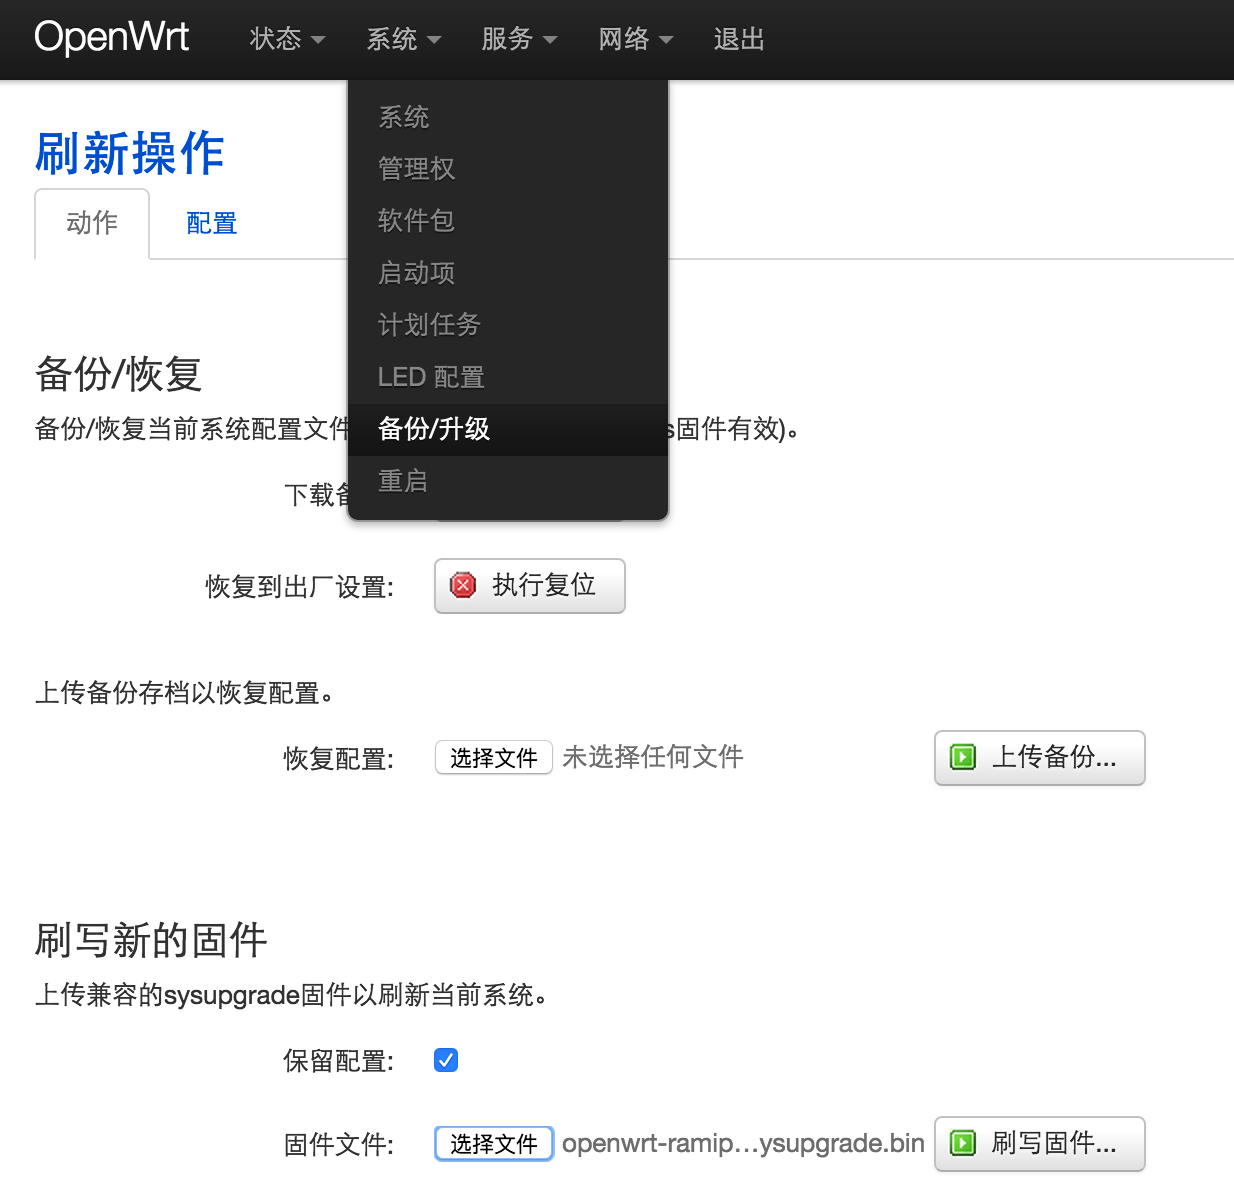 OpenWrt 状态 系统 服务 网络 退出
系统
管理权
软件包
启动项
计划任务
LED 配置
备份/升级
重启
刷新操作
动作 配置
备份/恢复
备份/恢复当前系统配置文件 s固件有效)。
下载备
恢复到出厂设置: 执行复位
上传备份存档以恢复配置。
恢复配置: 选择文件 未选择任何文件 上传备份...
刷写新的固件
上传兼容的sysupgrade固件以刷新当前系统。
保留配置:
固件文件: 选择文件 openwrt-ramip...ysupgrade.bin 刷写固件...